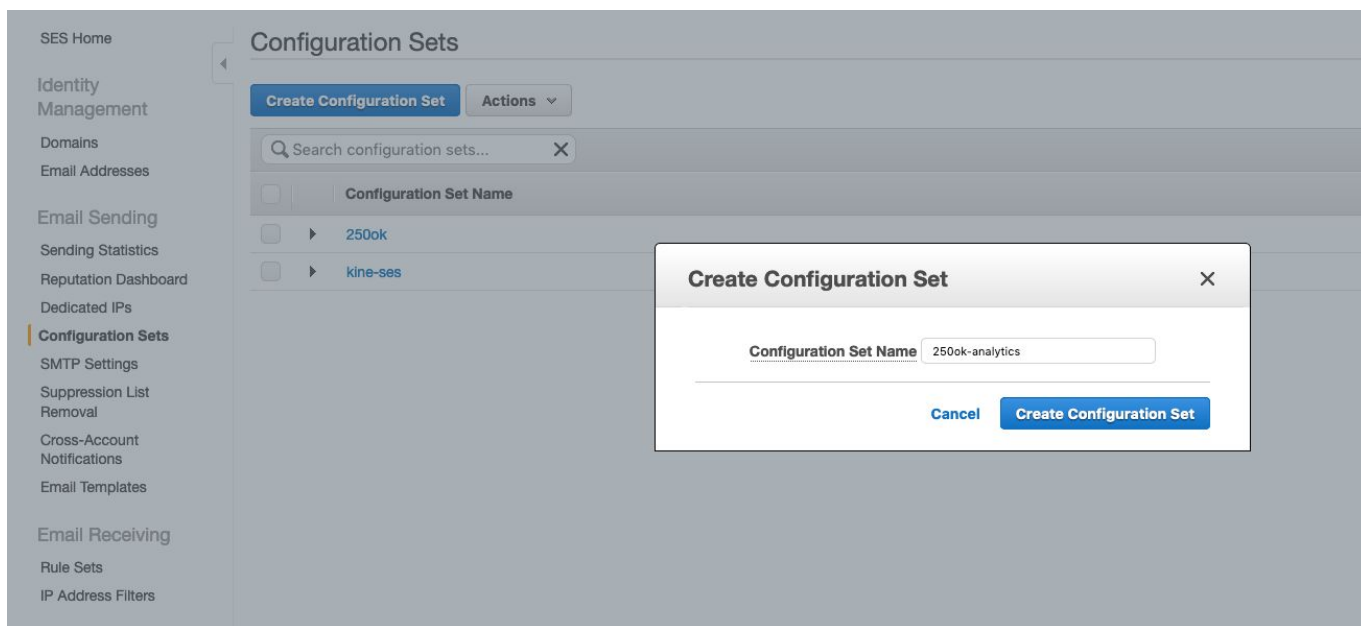 SES Home
Identity
Management
Domains
Email Addresses
Email Sending
Sending Statistics
Reputation Dashboard
Dedicated IPs
Configuration Sets
SMTP Settings
Suppression List
Removal
Cross-Account
Notifications
Email Templates
Email Receiving
Rule Sets
IP Address Filters
Configuration Sets
Create Configuration Set Actions
Search configuration sets...
Configuration Set Name
250ok
kine-ses
Create Configuration Set
Configuration Set Name 250ok-analytics
Cancel Create Configuration Set